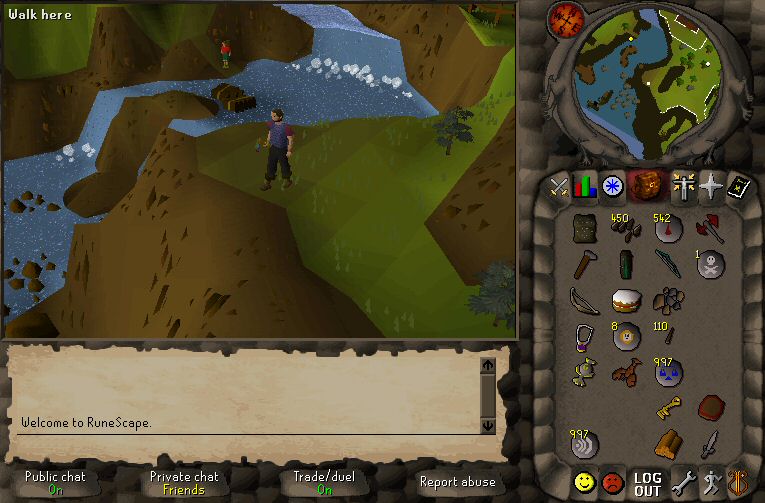 Walk here
450
542
1
8
110
997
997
Welcome to RuneScape.
Public chat
On
Private chat
Friends
Trade/duel
On
Report abuse
LOG
OUT